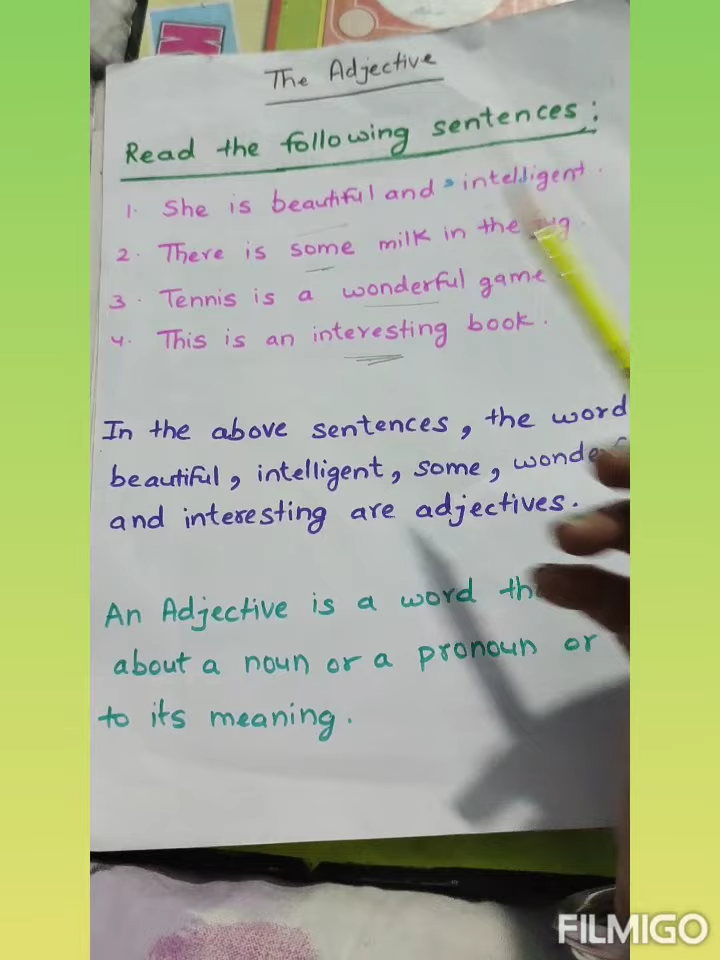 The Adjective
Read the following sentences:
1. She is beautiful and intelligent.
2. There is some milk in the jug.
3. Tennis is a wonderful game
4. This is an interesting book.
In the above sentences, the word
beautiful, intelligent, some,
and interesting are adjectives.
An Adjective is a word
about a noun or a pronoun or
to its meaning.
FILMIGO